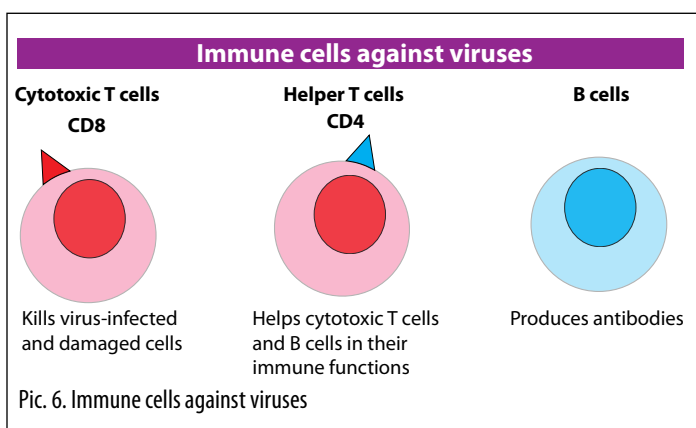 Immune cells against viruses
Cytotoxic T cells
CD8
Helper T cells
CD4
B cells
Kills virus-infected
and damaged cells
Helps cytotoxic T cells
and B cells in their
immune functions
Produces antibodies
Pic. 6. Immune cells against viruses